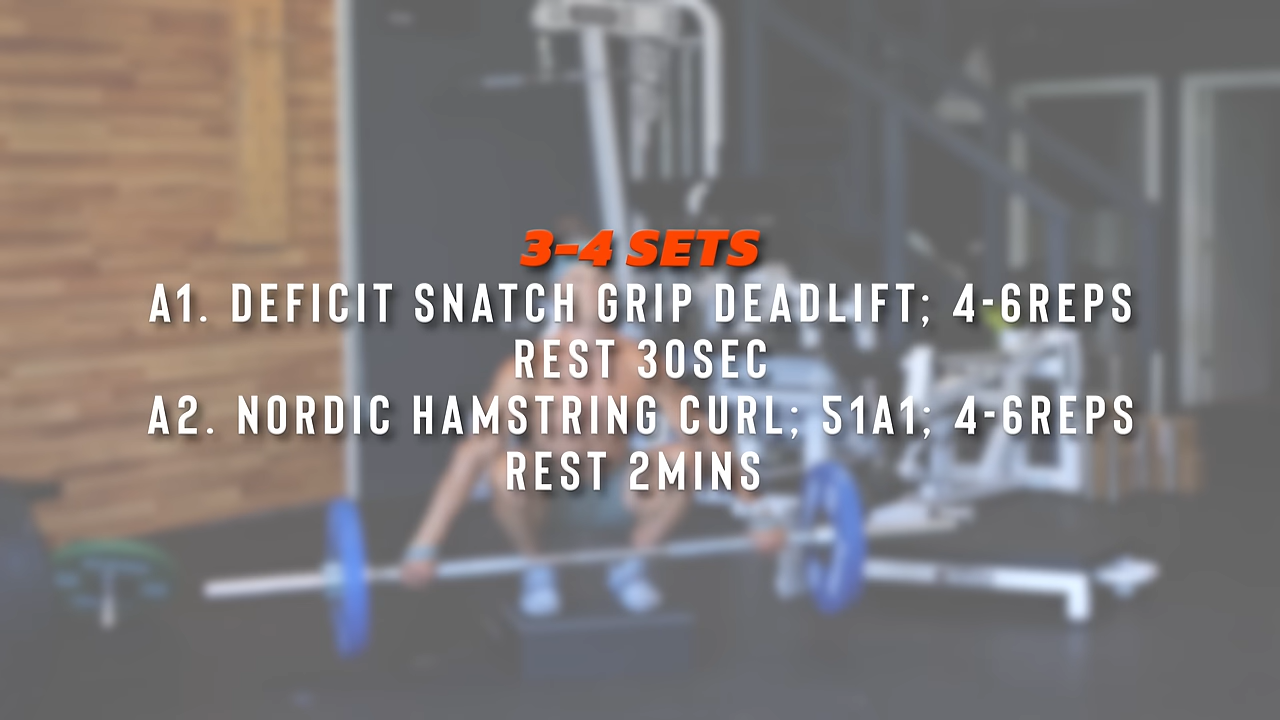 3-4 SETS
A1. DEFICIT SNATCH GRIP DEADLIFT; 4-6REPS
REST 30SEC
A2. NORDIC HAMSTRING CURL; 51A1; 4-6REPS
REST 2MINS